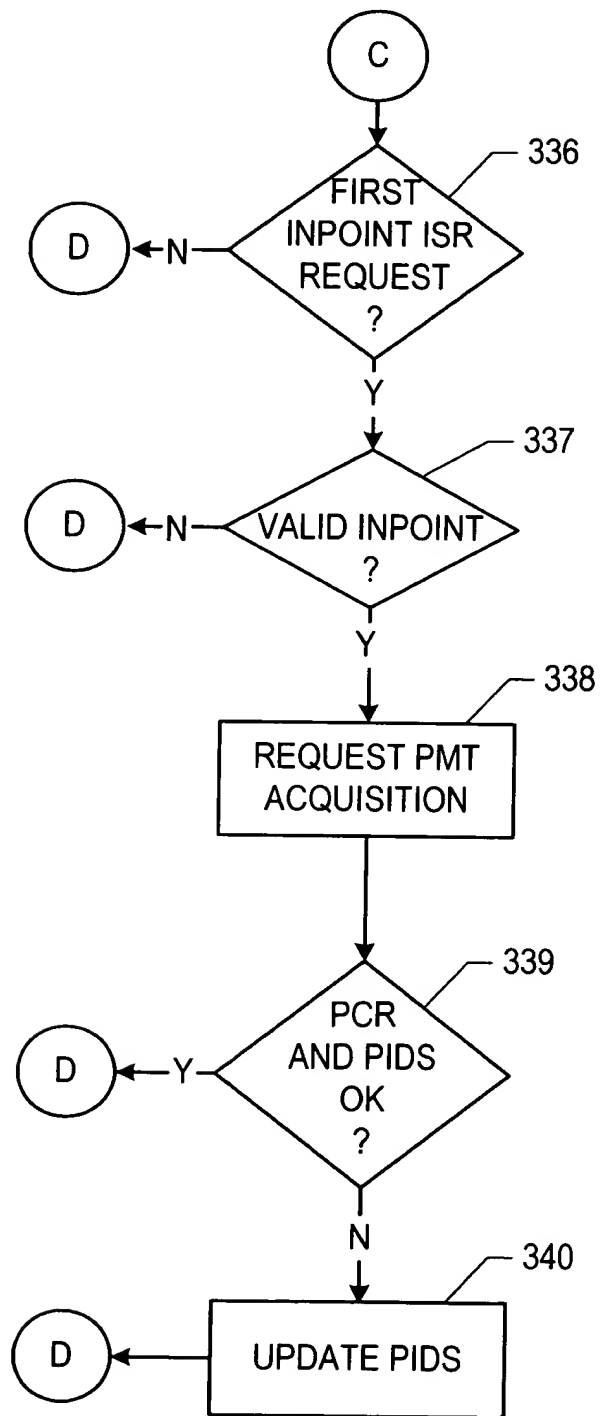 C
336
FIRST
INPOINT ISR
REQUEST
?
D
N
Y
337
VALID INPOINT
?
D
N
Y
338
REQUEST PMT
ACQUISITION
339
PCR
AND PIDS
OK
?
D
Y
N
340
UPDATE PIDS
D